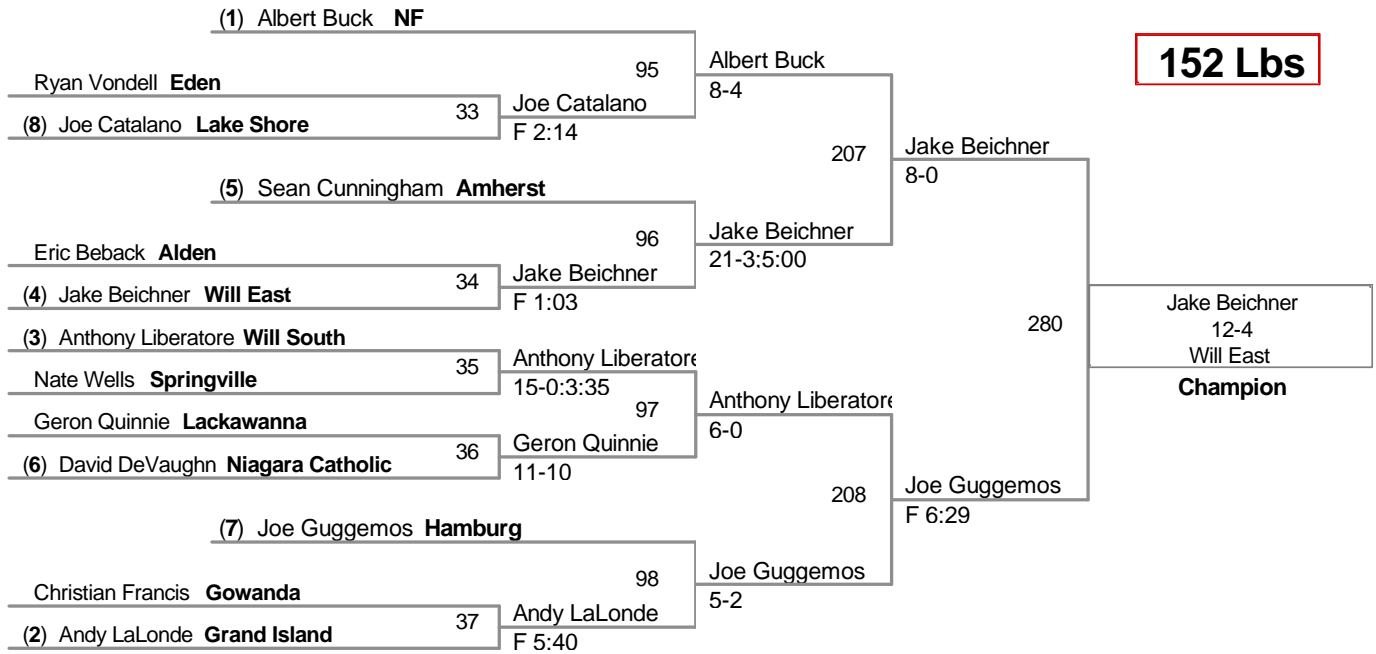 (1) Albert Buck NF
152 Lbs
95
Albert Buck
8-4
Ryan Vondell Eden
33
Joe Catalano
(8) Joe Catalano Lake Shore
F 2:14
207
Jake Beichner
8-0
(5) Sean Cunningham Amherst
96
Jake Beichner
21-3:5:00
Eric Beback Alden
34
Jake Beichner
(4) Jake Beichner Will East
F 1:03
280
Jake Beichner
12-4
Will East
Champion
(3) Anthony Liberatore Will South
35
Anthony Liberatore
Nate Wells Springville
15-0:3:35
97
Anthony Liberatore
6-0
Geron Quinnie Lackawanna
36
Geron Quinnie
(6) David DeVaughn Niagara Catholic
11-10
208
Joe Guggemos
F 6:29
(7) Joe Guggemos Hamburg
98
Joe Guggemos
5-2
Christian Francis Gowanda
37
Andy LaLonde
(2) Andy LaLonde Grand Island
F 5:40